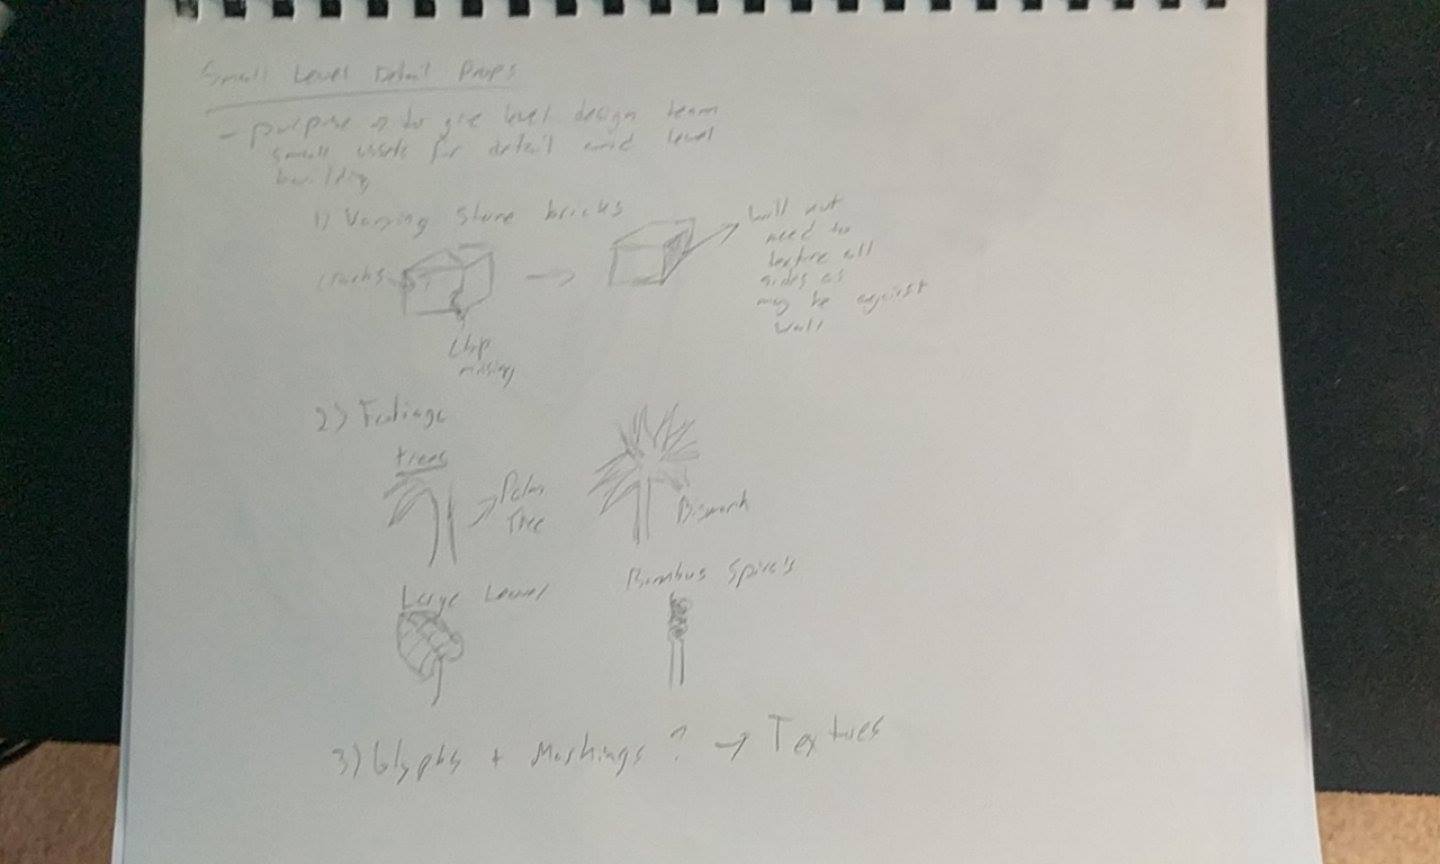 Small Level Detail Props
- purpose is to give level design team
small assets for detail and level
building
1) Varying Stone bricks
Cracks
Chip
missing
Will not
need to
texture all
sides as
may be against
wall
2) Foliage
trees
Palm
Tree
Bismark
Large Leaves
Bambus
3) Glyphs + Markings ? → Textures